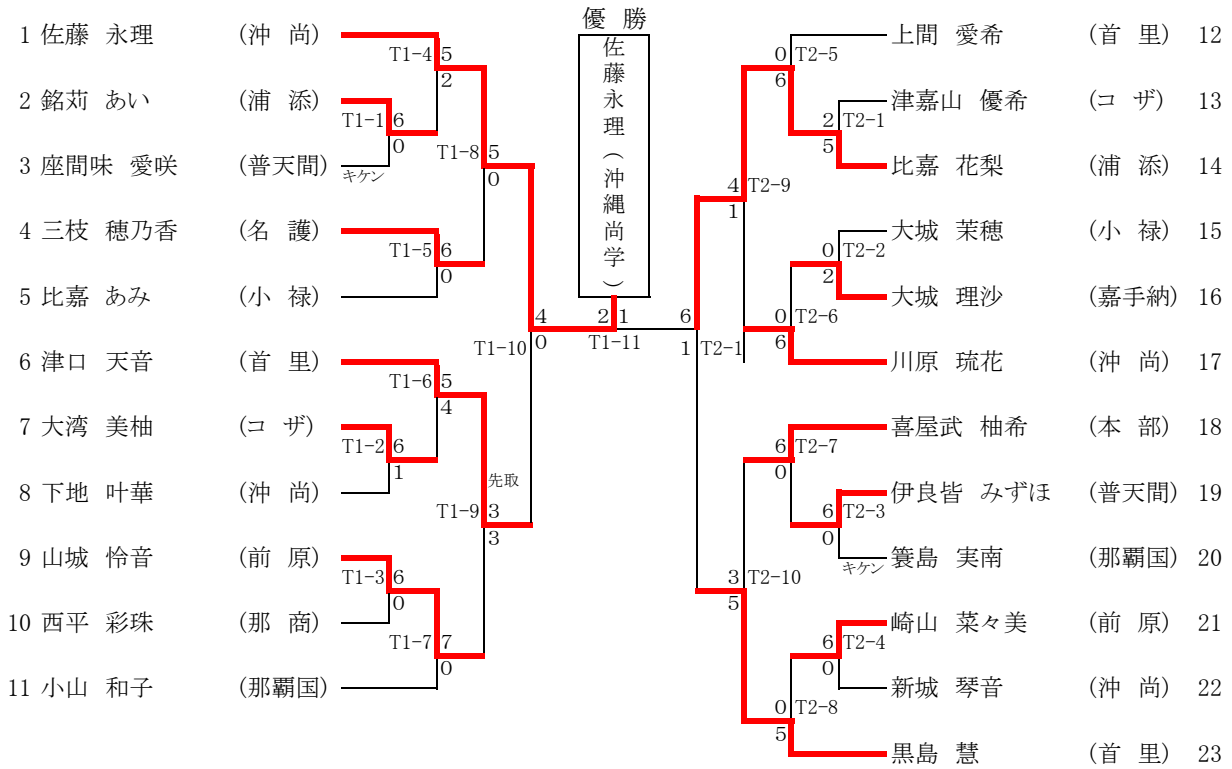 優 勝
佐藤永理(沖縄尚学)
1 佐藤 永理 (沖 尚)
T1-4 5
2
2 銘苅 あい (浦 添)
T1-1 6
0
3 座間味 愛咲 (普天間)
キケン
T1-8 5
0
4 三枝 穂乃香 (名 護)
T1-5 6
0
5 比嘉 あみ (小 禄)
T1-10 4
0
6 津口 天音 (首 里)
T1-6 5
4
7 大湾 美柚 (コ ザ)
T1-2 6
1
8 下地 叶華 (沖 尚)
先取
T1-9 3
3
9 山城 怜音 (前 原)
T1-3 6
0
10 西平 彩珠 (那 商)
T1-7 7
0
11 小山 和子 (那覇国)
2 1
T1-11
上間 愛希 (首 里) 12
0 T2-5
6
津嘉山 優希 (コ ザ) 13
2 T2-1
5
比嘉 花梨 (浦 添) 14
4 T2-9
1
大城 茉穂 (小 禄) 15
0 T2-2
2
大城 理沙 (嘉手納) 16
0 T2-6
6
川原 琉花 (沖 尚) 17
6
1 T2-1
喜屋武 柚希 (本 部) 18
6 T2-7
0
伊良皆 みずほ (普天間) 19
6 T2-3
0
キケン 簑島 実南 (那覇国) 20
3 T2-10
5
崎山 菜々美 (前 原) 21
6 T2-4
0
新城 琴音 (沖 尚) 22
0 T2-8
5
黒島 慧 (首 里) 23